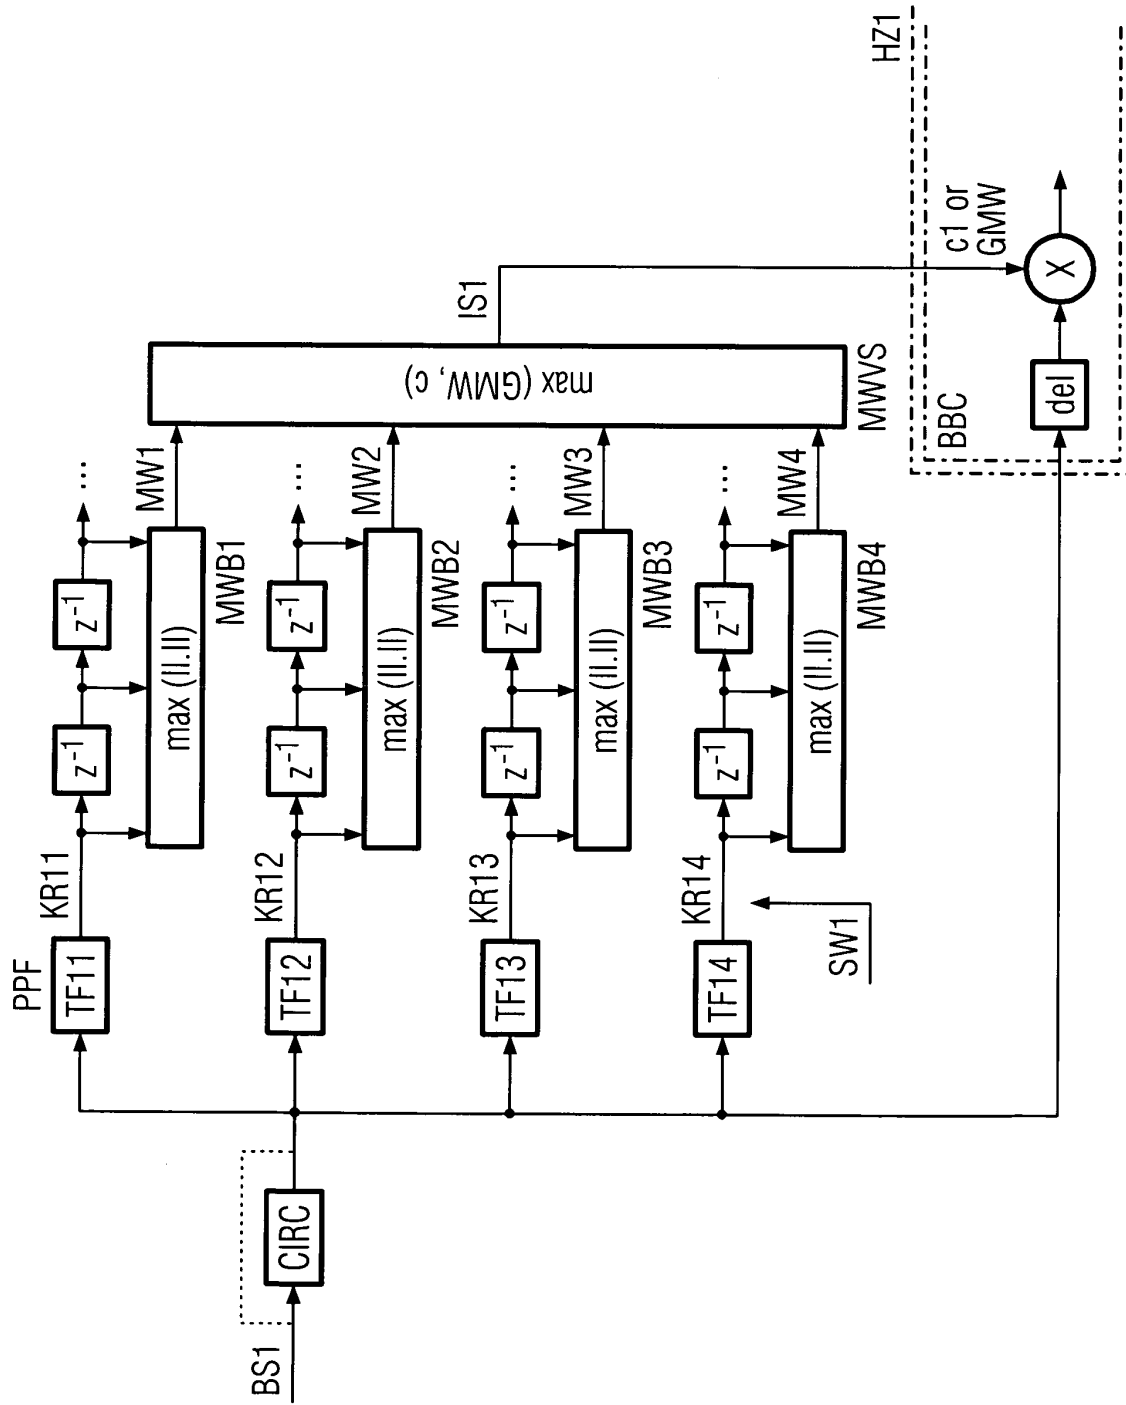 BS1
CIRC
PPF
TF11
KR11
z⁻¹
z⁻¹
...
max (II.II)
MWB1
MW1
TF12
KR12
z⁻¹
z⁻¹
...
max (II.II)
MWB2
MW2
TF13
KR13
z⁻¹
z⁻¹
...
max (II.II)
MWB3
MW3
TF14
KR14
z⁻¹
z⁻¹
...
max (II.II)
MWB4
MW4
SW1
max (GMW, c)
MWVS
IS1
HZ1
BBC
del
c1 or
GMW
X